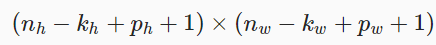 (n_h − k_h + p_h + 1) × (n_w − k_w + p_w + 1)